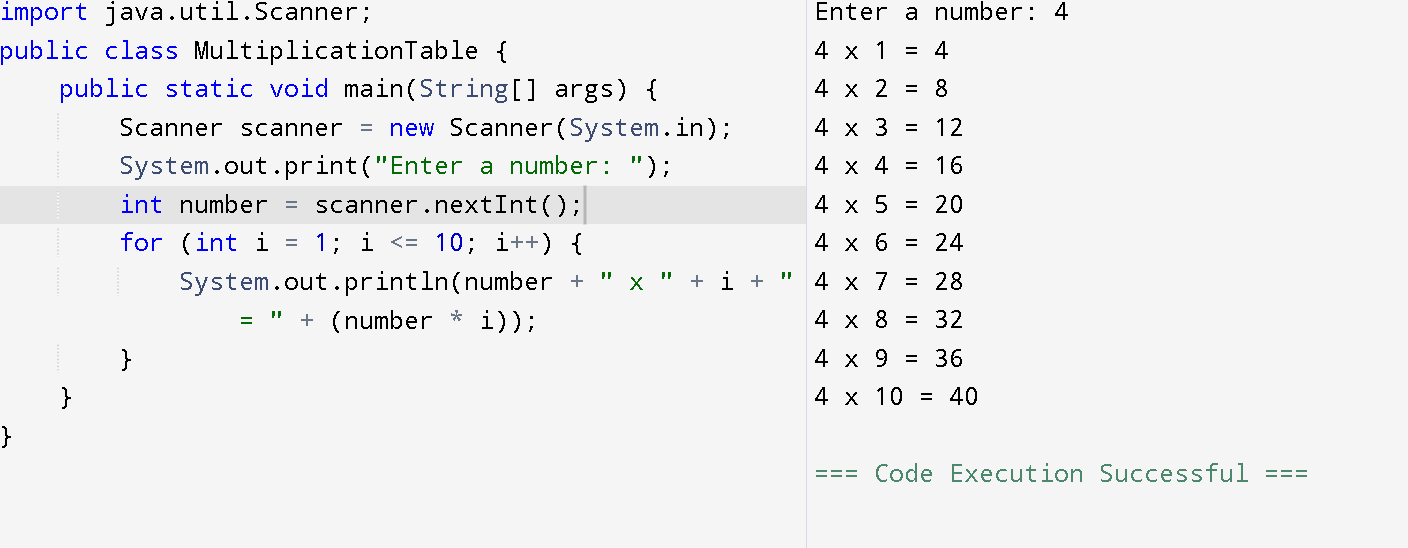 import java.util.Scanner;
public class MultiplicationTable {
    public static void main(String[] args) {
        Scanner scanner = new Scanner(System.in);
        System.out.print("Enter a number: ");
        int number = scanner.nextInt();
        for (int i = 1; i <= 10; i++) {
            System.out.println(number + " x " + i + "
                = " + (number * i));
        }
    }
}
Enter a number: 4
4 x 1 = 4
4 x 2 = 8
4 x 3 = 12
4 x 4 = 16
4 x 5 = 20
4 x 6 = 24
4 x 7 = 28
4 x 8 = 32
4 x 9 = 36
4 x 10 = 40
=== Code Execution Successful ===